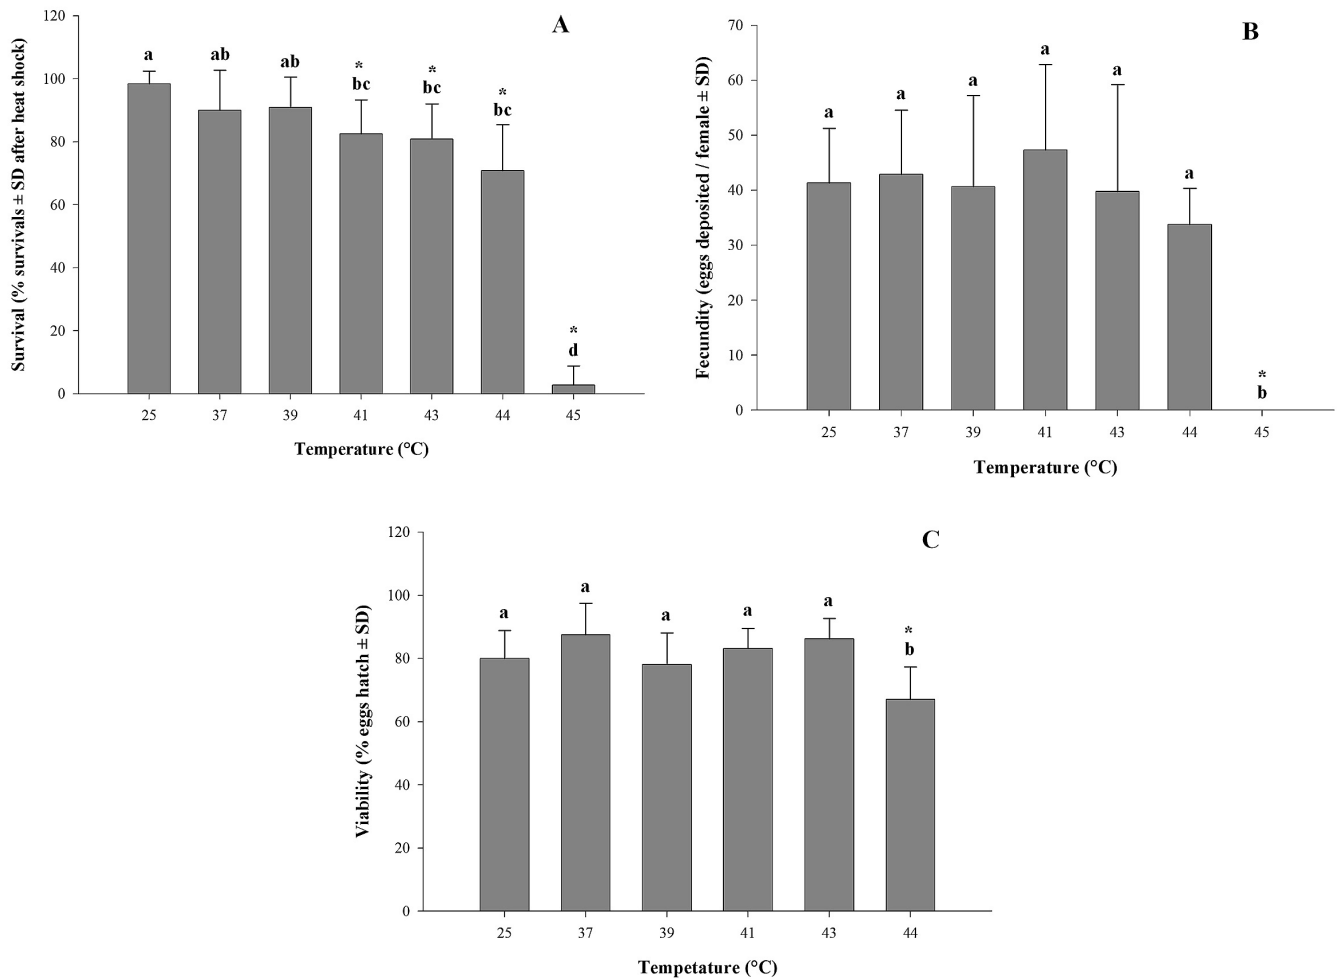 A
Survival (% survivals ± SD after heat shock)
120
100
80
60
40
20
0
a
ab
ab
*
bc
*
bc
*
bc
*
d
25 37 39 41 43 44 45
Temperature (°C)
B
Fecundity (eggs deposited / female ± SD)
70
60
50
40
30
20
10
0
a
a
a
a
a
a
*
b
25 37 39 41 43 44 45
Temperature (°C)
C
Viability (% eggs hatch ± SD)
120
100
80
60
40
20
0
a
a
a
a
a
*
b
25 37 39 41 43 44
Tempetature (°C)